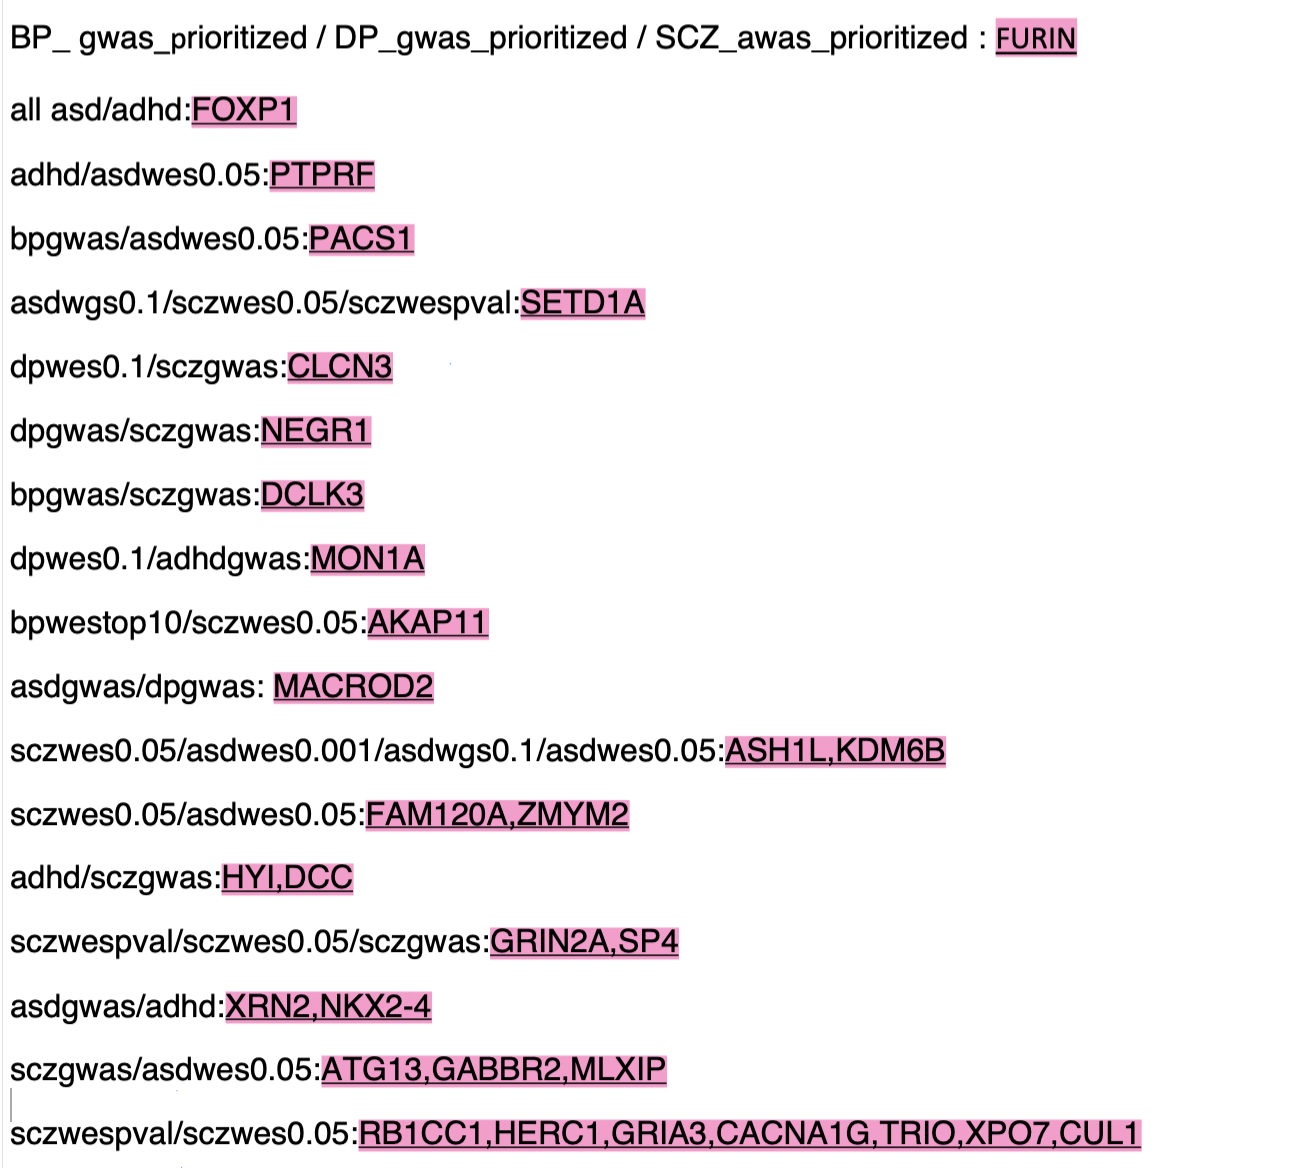 BP_ gwas_prioritized / DP_gwas_prioritized / SCZ_awas_prioritized : FURIN
all asd/adhd:FOXP1
adhd/asdwes0.05:PTPRF
bpgwas/asdwes0.05:PACS1
asdwgs0.1/sczwes0.05/sczwespval:SETD1A
dpwes0.1/sczgwas:CLCN3
dpgwas/sczgwas:NEGR1
bpgwas/sczgwas:DCLK3
dpwes0.1/adhdgwas:MON1A
bpwestop10/sczwes0.05:AKAP11
asdgwas/dpgwas: MACROD2
sczwes0.05/asdwes0.001/asdwgs0.1/asdwes0.05:ASH1L,KDM6B
sczwes0.05/asdwes0.05:FAM120A,ZMYM2
adhd/sczgwas:HYI,DCC
sczwespval/sczwes0.05/sczgwas:GRIN2A,SP4
asdgwas/adhd:XRN2,NKX2-4
sczgwas/asdwes0.05:ATG13,GABBR2,MLXIP
sczwespval/sczwes0.05:RB1CC1,HERC1,GRIA3,CACNA1G,TRIO,XPO7,CUL1